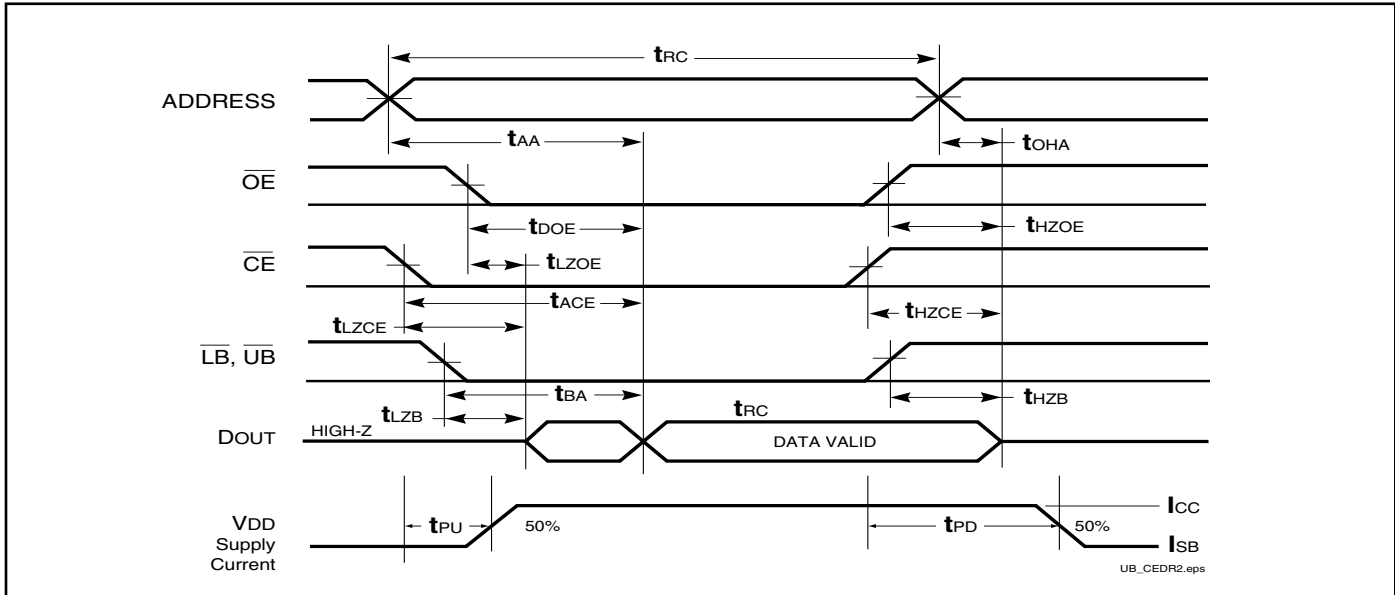 tRC
ADDRESS
tAA
tOHA
OE
tDOE
tHZOE
CE
tLZOE
tACE
tHZCE
tLZCE
LB, UB
tBA
tLZB
tRC
tHZB
DOUT
HIGH-Z
DATA VALID
ICC
VDD
Supply
Current
tPU
50%
tPD
50%
ISB
UB_CEDR2.eps